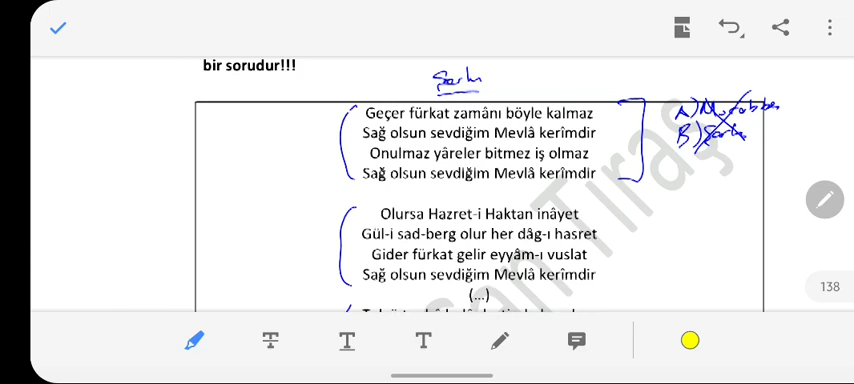 bir sorudur!!!
Şarkı
Geçer fürkat zamânı böyle kalmaz
Sağ olsun sevdiğim Mevlâ kerîmdir
Onulmaz yâreler bitmez iş olmaz
Sağ olsun sevdiğim Mevlâ kerîmdir
A)
B) Şarkı
Olursa Hazret-i Haktan inâyet
Gül-i sad-berg olur her dâg-ı hasret
Gider fürkat gelir eyyâm-ı vuslat
Sağ olsun sevdiğim Mevlâ kerîmdir
(...)
Tıraş
138
T
T
T